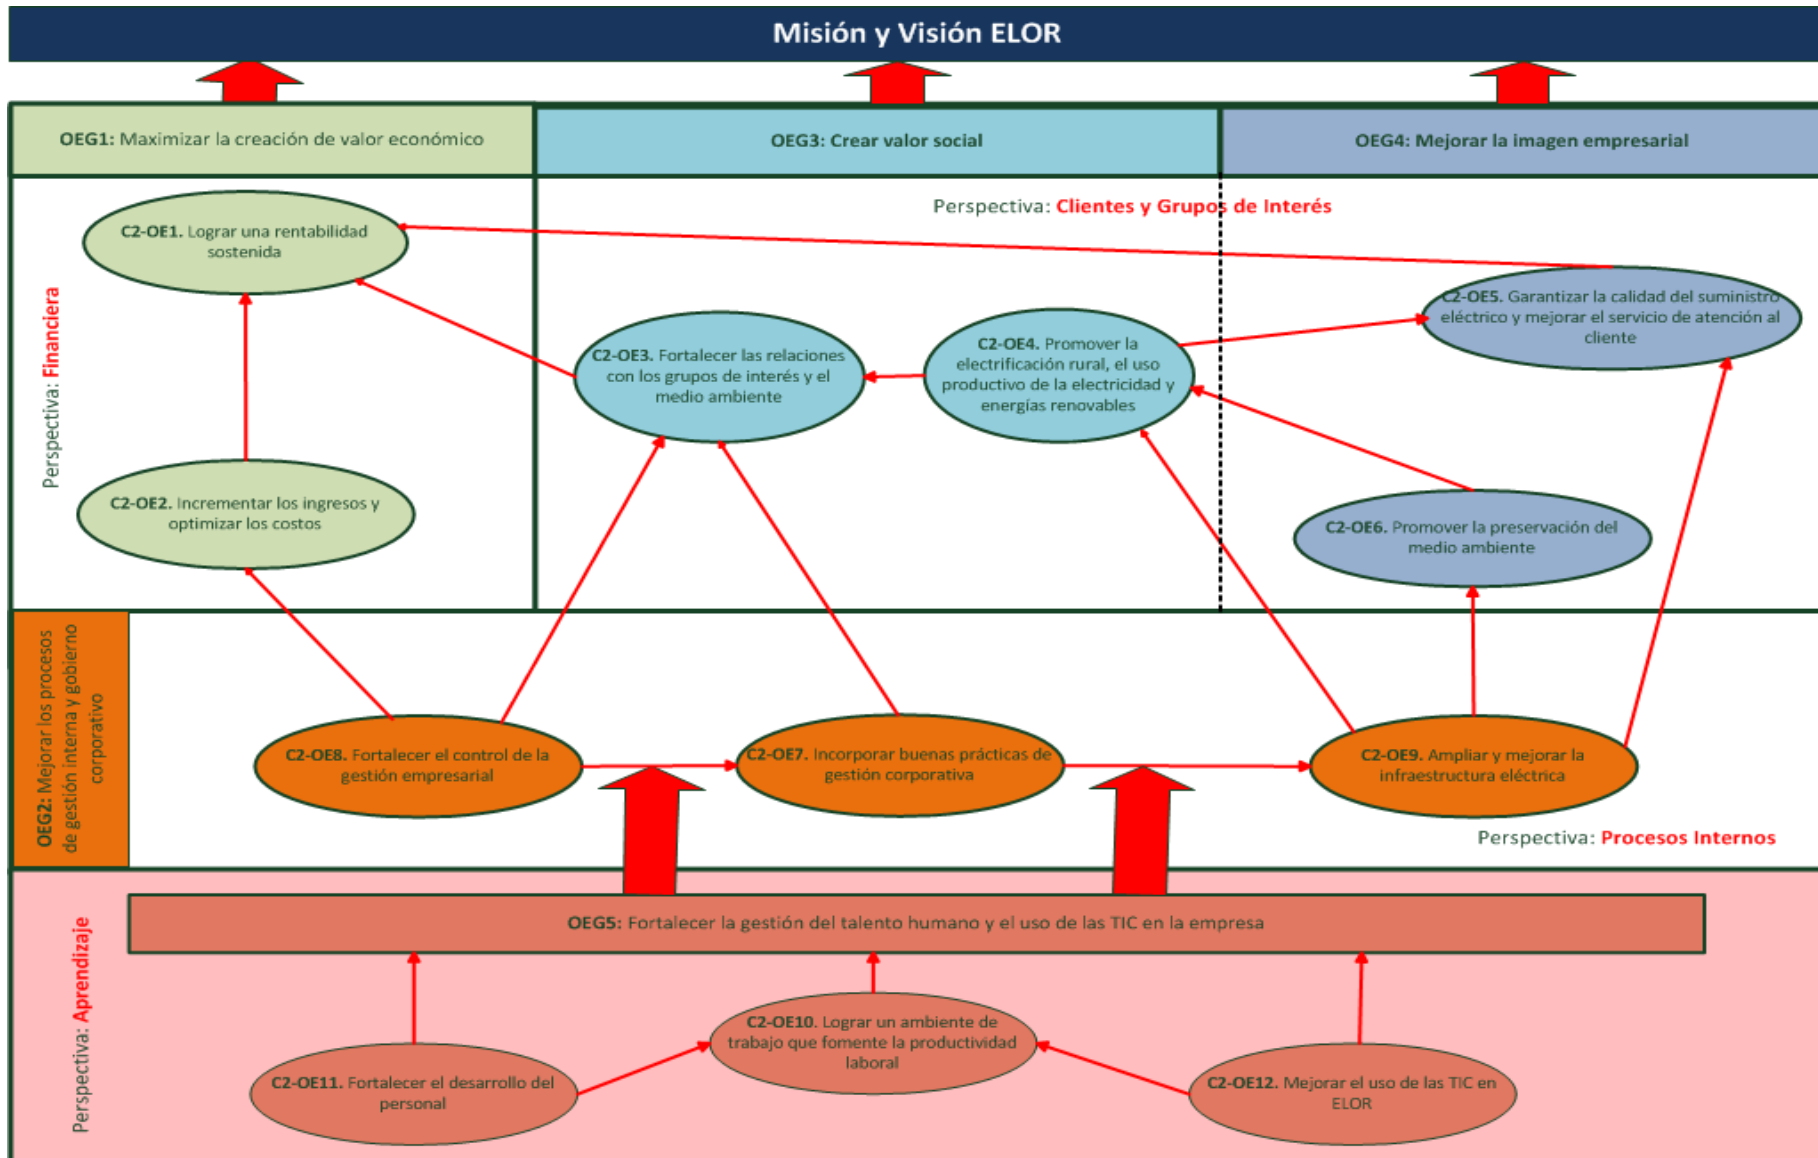 Misión y Visión ELOR
OEG1: Maximizar la creación de valor económico
OEG3: Crear valor social
OEG4: Mejorar la imagen empresarial
Perspectiva: Clientes y Grupos de Interés
Perspectiva: Financiera
C2-OE1. Lograr una rentabilidad
sostenida
C2-OE5. Garantizar la calidad del suministro
eléctrico y mejorar el servicio de atención al
cliente
C2-OE3. Fortalecer las relaciones
con los grupos de interés y el
medio ambiente
C2-OE4. Promover la
electrificación rural, el uso
productivo de la electricidad y
energías renovables
C2-OE2. Incrementar los ingresos y
optimizar los costos
C2-OE6. Promover la preservación del
medio ambiente
OEG2: Mejorar los procesos
de gestión interna y gobierno
corporativo
C2-OE8. Fortalecer el control de la
gestión empresarial
C2-OE7. Incorporar buenas prácticas de
gestión corporativa
C2-OE9. Ampliar y mejorar la
infraestructura eléctrica
Perspectiva: Procesos Internos
Perspectiva: Aprendizaje
OEG5: Fortalecer la gestión del talento humano y el uso de las TIC en la empresa
C2-OE10. Lograr un ambiente de
trabajo que fomente la productividad
laboral
C2-OE11. Fortalecer el desarrollo del
personal
C2-OE12. Mejorar el uso de las TIC en
ELOR